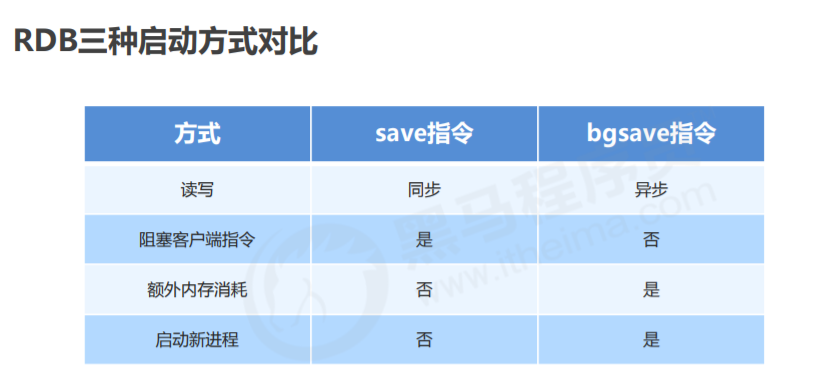 RDB三种启动方式对比
方式 save指令 bgsave指令
读写 同步 异步
阻塞客户端指令 是 否
额外内存消耗 否 是
启动新进程 否 是
黑马程序员
www.itheima.com